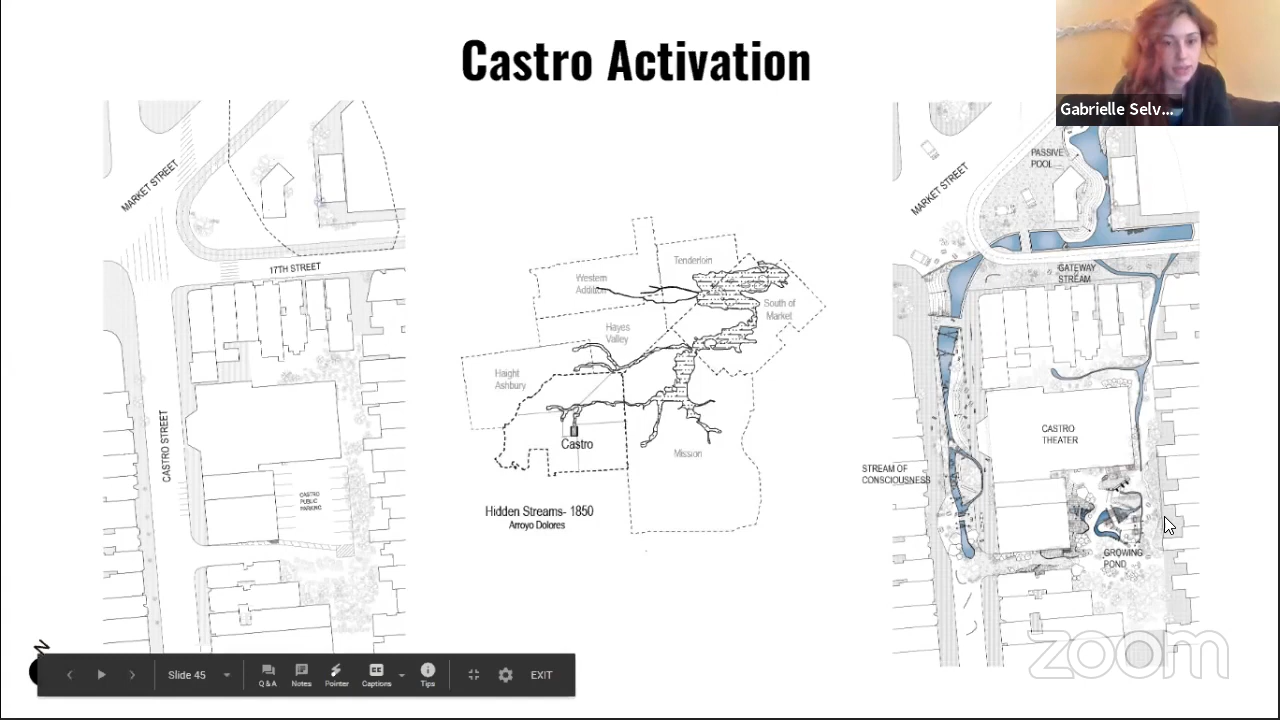 Castro Activation
Gabrielle Selv...
MARKET STREET
17TH STREET
CASTRO STREET
CASTRO
PUBLIC
PARKING
Western
Addition
Tenderloin
South of
Market
Hayes
Valley
Haight
Ashbury
Castro
Mission
Hidden Streams- 1850
Arroyo Dolores
PASSIVE
POOL
MARKET STREET
GATEWAY
STREAM
CASTRO
THEATER
STREAM OF
CONSCIOUSNESS
GROWING
POND
N
Slide 45
Q & A
Notes
Pointer
CC
Captions
Tips
EXIT
zoom